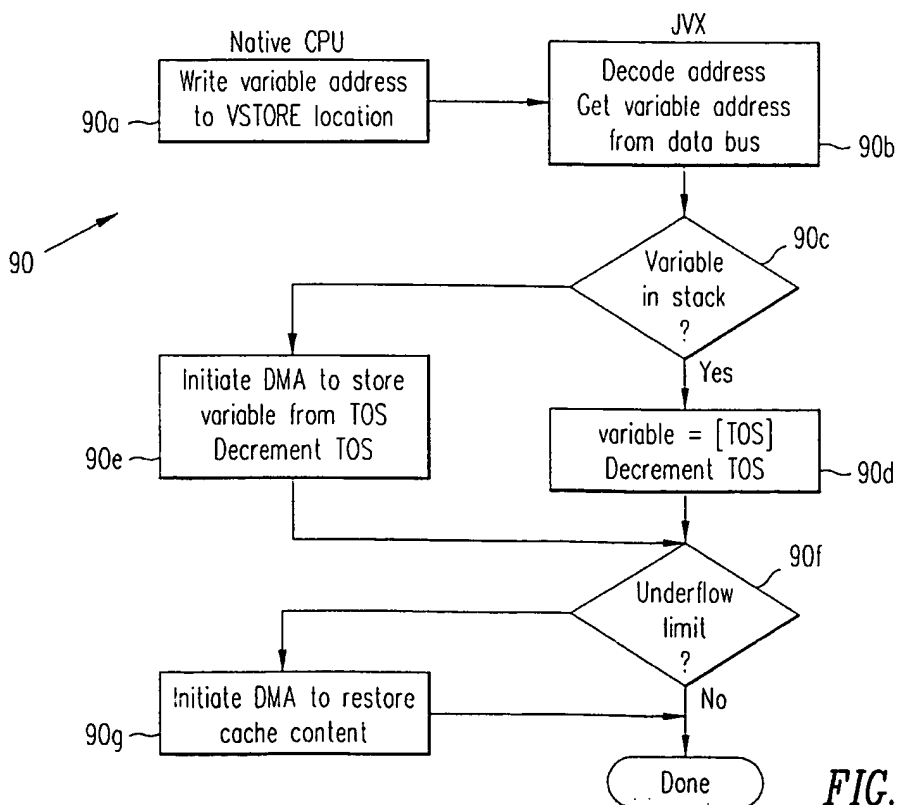 Native CPU
JVX
Write variable address
to VSTORE location
90a
Decode address
Get variable address
from data bus
90b
90
90c
Variable
in stack
?
Yes
Initiate DMA to store
variable from TOS
Decrement TOS
90e
variable = [TOS]
Decrement TOS
90d
90f
Underflow
limit
?
No
Initiate DMA to restore
cache content
90g
Done
FIG.